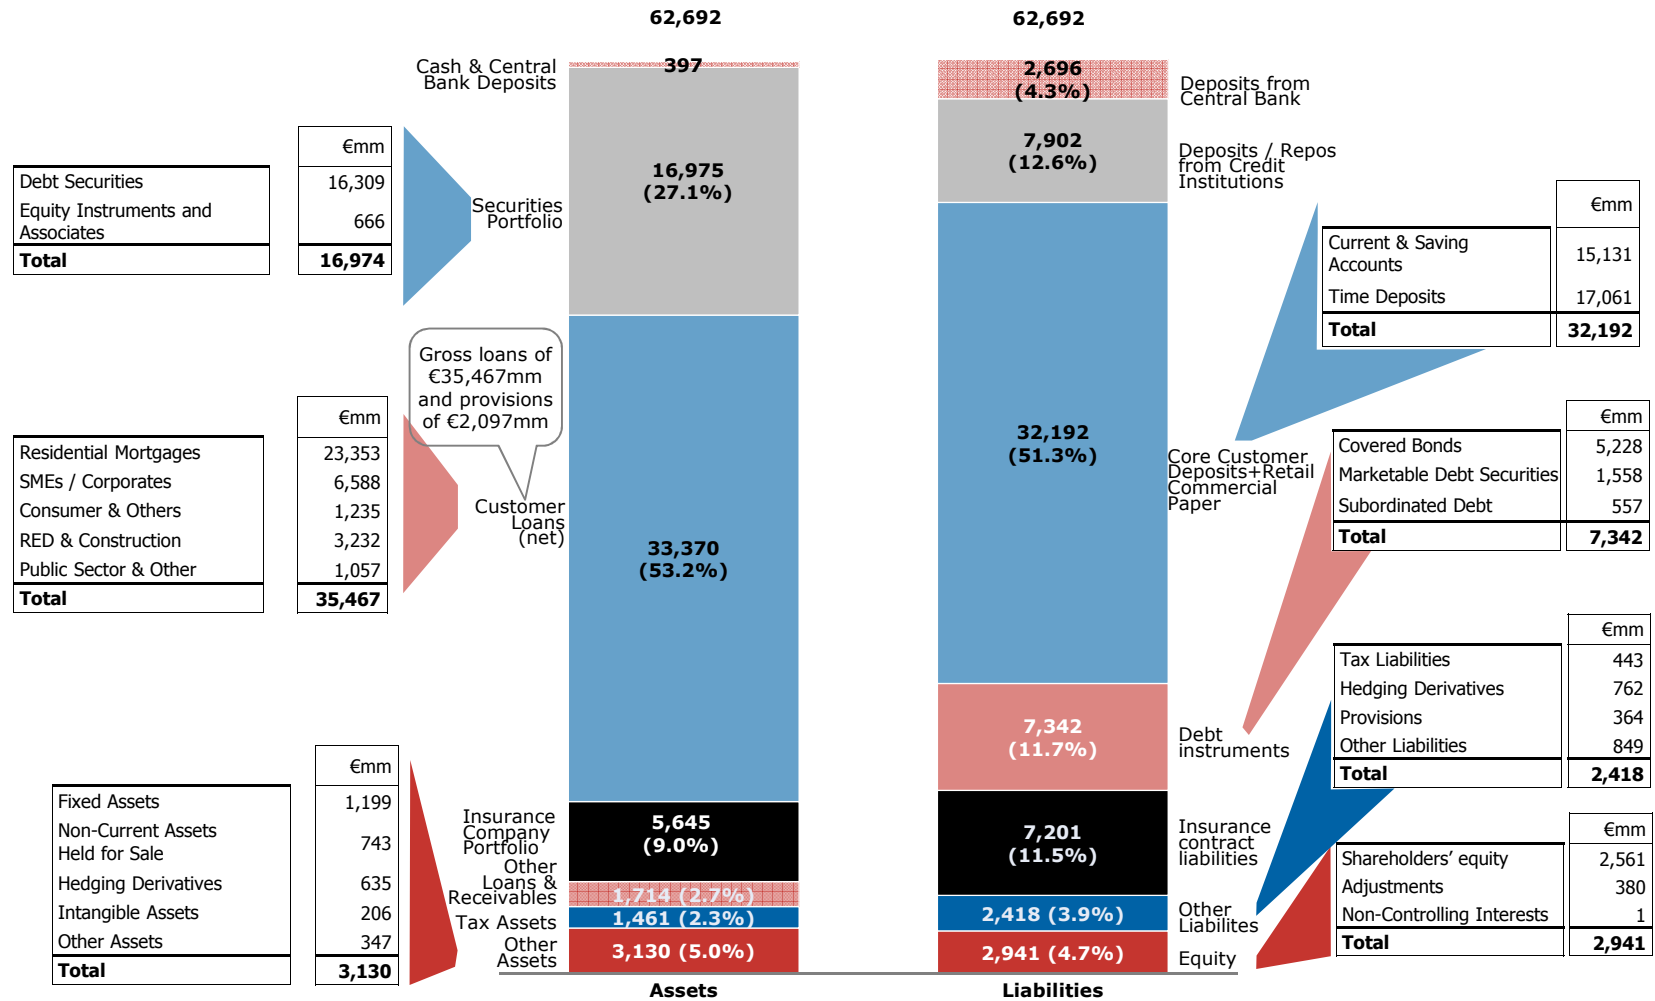 62,692
62,692
Cash & Central
Bank Deposits
397
2,696
(4.3%)
Deposits from
Central Bank
€mm
Debt Securities
16,309
Equity Instruments and
Associates
666
Total
16,974
Securities
Portfolio
16,975
(27.1%)
7,902
(12.6%)
Deposits / Repos
from Credit
Institutions
€mm
Current & Saving
Accounts
15,131
Time Deposits
17,061
Total
32,192
Gross loans of
€35,467mm
and provisions
of €2,097mm
€mm
Residential Mortgages
23,353
SMEs / Corporates
6,588
Consumer & Others
1,235
RED & Construction
3,232
Public Sector & Other
1,057
Total
35,467
Customer
Loans
(net)
33,370
(53.2%)
32,192
(51.3%)
Core Customer
Deposits+Retail
Commercial
Paper
€mm
Covered Bonds
5,228
Marketable Debt Securities
1,558
Subordinated Debt
557
Total
7,342
7,342
(11.7%)
Debt
instruments
€mm
Tax Liabilities
443
Hedging Derivatives
762
Provisions
364
Other Liabilities
849
Total
2,418
€mm
Fixed Assets
1,199
Non-Current Assets
Held for Sale
743
Hedging Derivatives
635
Intangible Assets
206
Other Assets
347
Total
3,130
Insurance
Company
Portfolio
5,645
(9.0%)
Other
Loans &
Receivables
1,714 (2.7%)
Tax Assets
1,461 (2.3%)
Other
Assets
3,130 (5.0%)
7,201
(11.5%)
Insurance
contract
liabilities
2,418 (3.9%)
Other
Liabilites
2,941 (4.7%)
Equity
€mm
Shareholders’ equity
2,561
Adjustments
380
Non-Controlling Interests
1
Total
2,941
Assets
Liabilities